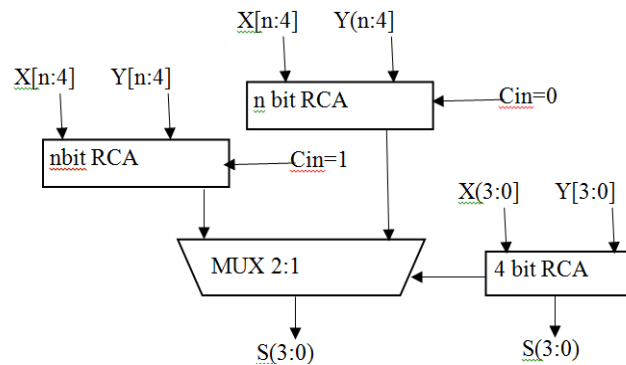 X[n:4] Y(n:4]
X[n:4] Y[n:4]
n bit RCA
Cin=0
nbit RCA
Cin=1
X(3:0] Y[3:0]
MUX 2:1
4 bit RCA
S(3:0)
S(3:0)